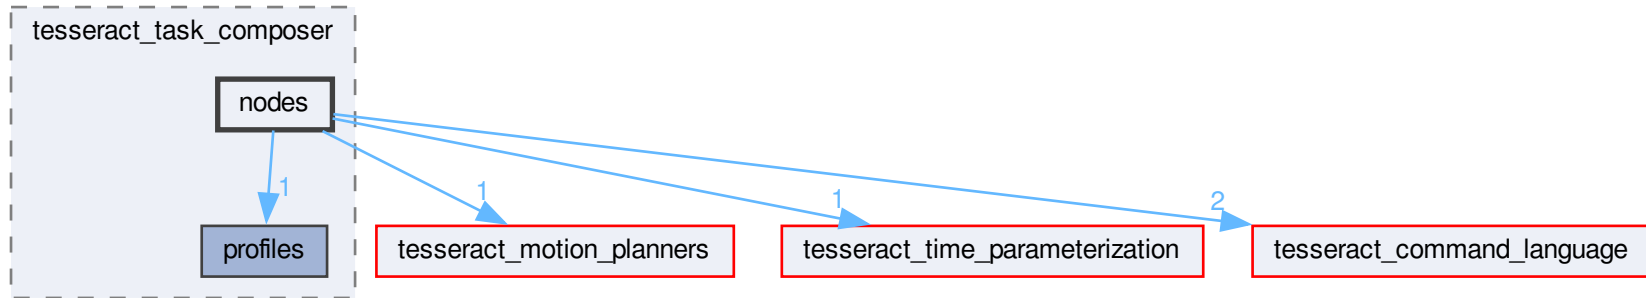 tesseract_task_composer
nodes
1
1
1
2
profiles
tesseract_motion_planners
tesseract_time_parameterization
tesseract_command_language